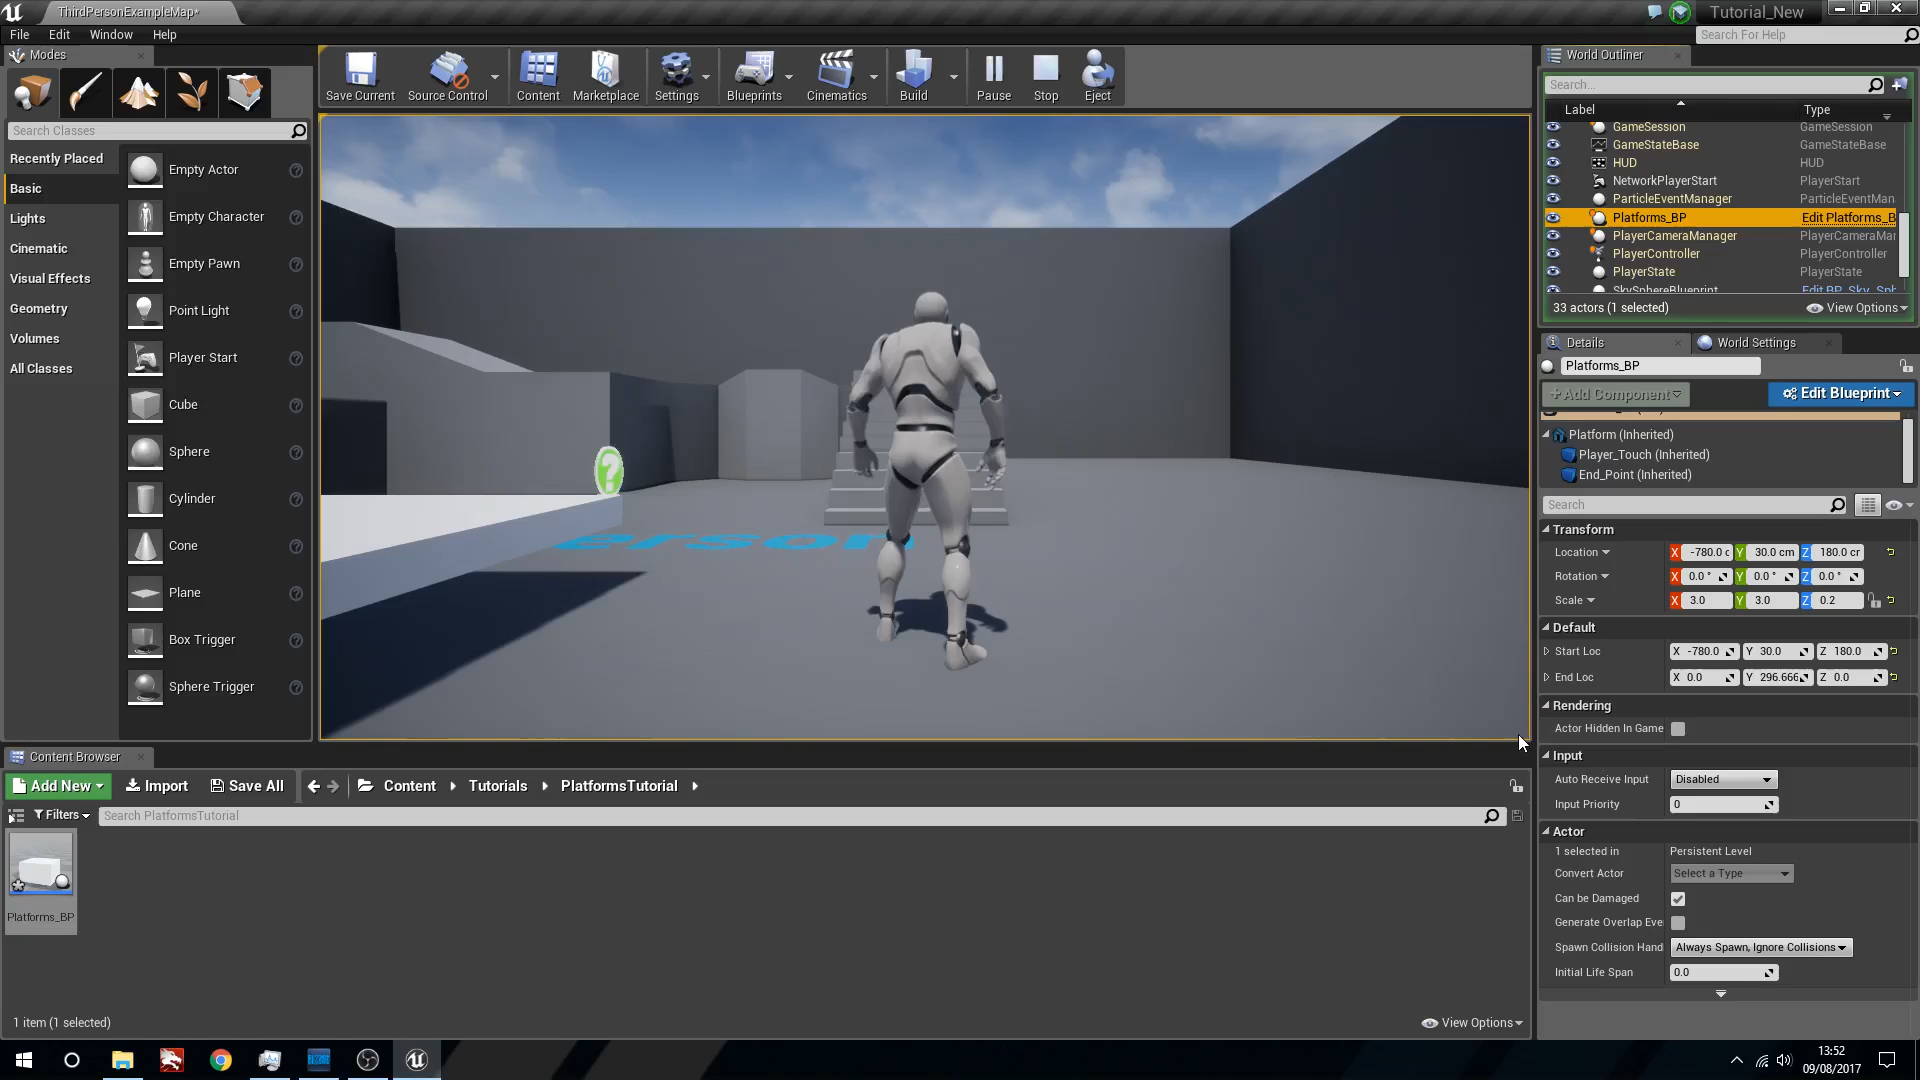 ThirdPersonExampleMap*
Tutorial_New
File Edit Window Help
Search For Help
Modes
Save Current
Source Control
Content
Marketplace
Settings
Blueprints
Cinematics
Build
Pause
Stop
Eject
Search Classes
Recently Placed
Basic
Lights
Cinematic
Visual Effects
Geometry
Volumes
All Classes
Empty Actor
Empty Character
Empty Pawn
Point Light
Player Start
Cube
Sphere
Cylinder
Cone
Plane
Box Trigger
Sphere Trigger
?
erson
World Outliner
Search...
Label Type
GameSession GameSession
GameStateBase GameStateBase
HUD HUD
NetworkPlayerStart PlayerStart
ParticleEventManager ParticleEventMan
Platforms_BP Edit Platforms_B
PlayerCameraManager PlayerCameraMar
PlayerController PlayerController
PlayerState PlayerState
SkySphereBlueprint Edit BP_Sky_Sph
33 actors (1 selected) View Options
Details
World Settings
Platforms_BP
+ Add Component
Edit Blueprint
Platform (Inherited)
Player_Touch (Inherited)
End_Point (Inherited)
Search
Transform
Location X -780.0 c Y 30.0 cm Z 180.0 cr
Rotation X 0.0 ° Y 0.0 ° Z 0.0 °
Scale X 3.0 Y 3.0 Z 0.2
Default
Start Loc X -780.0 Y 30.0 Z 180.0
End Loc X 0.0 Y 296.666 Z 0.0
Rendering
Actor Hidden In Game
Input
Auto Receive Input Disabled
Input Priority 0
Actor
1 selected in Persistent Level
Convert Actor Select a Type
Can be Damaged
Generate Overlap Eve
Spawn Collision Hand Always Spawn, Ignore Collisions
Initial Life Span 0.0
Content Browser
Add New Import Save All Content Tutorials PlatformsTutorial
Filters Search PlatformsTutorial
Platforms_BP
1 item (1 selected)
View Options
13:52
09/08/2017